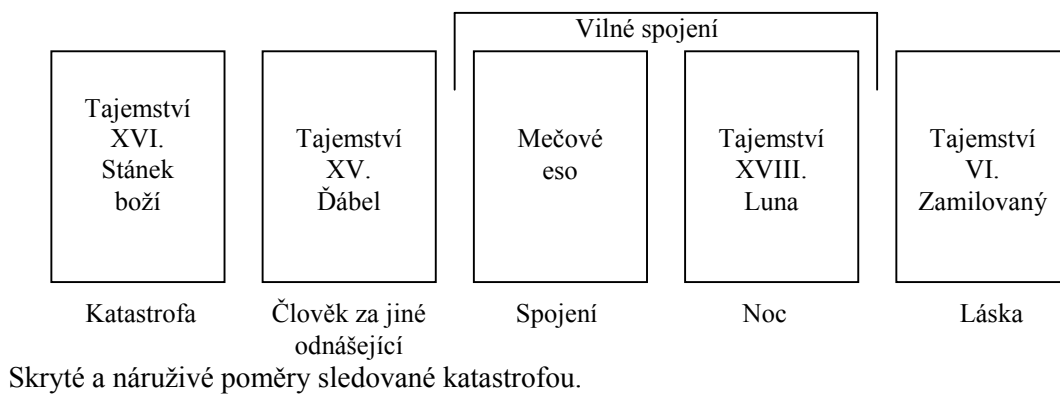 Vilné spojení
Tajemství
XVI.
Stánek
boží
Tajemství
XV.
Ďábel
Mečové
eso
Tajemství
XVIII.
Luna
Tajemství
VI.
Zamilovaný
Katastrofa
Člověk za jiné
odnášející
Spojení
Noc
Láska
Skryté a náruživé poměry sledované katastrofou.